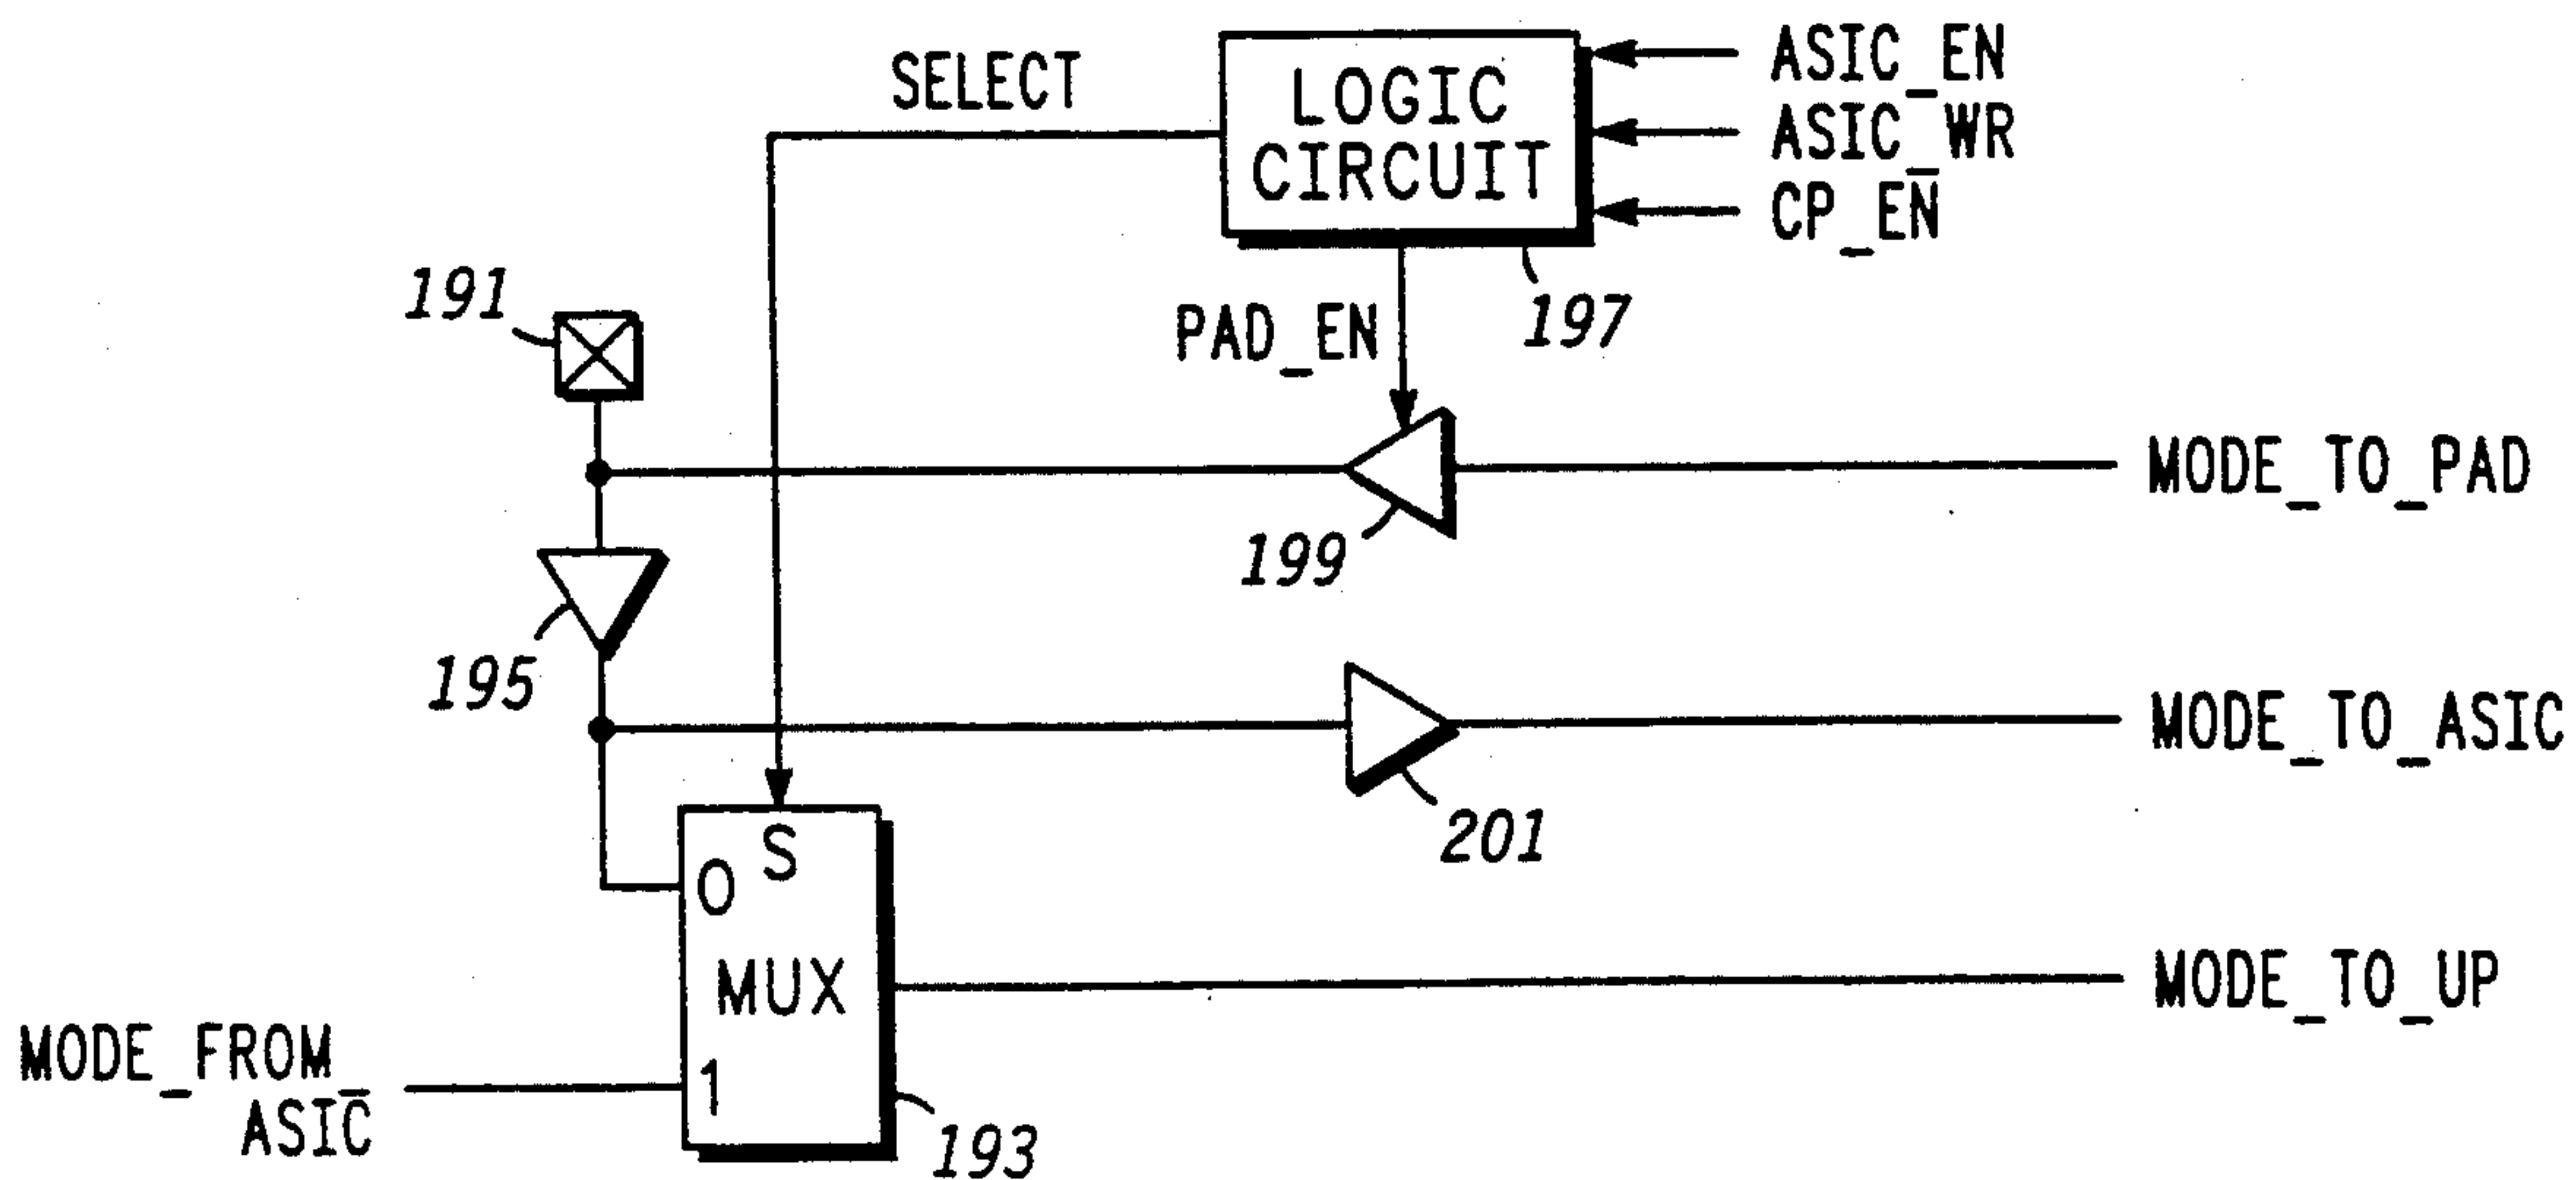 SELECT
LOGIC
CIRCUIT
ASIC_EN
ASIC_WR
CP_EN
191
PAD_EN
197
MODE_TO_PAD
199
195
MODE_TO_ASIC
201
S
0
MUX
MODE_TO_UP
MODE_FROM_
ASIC
1
193